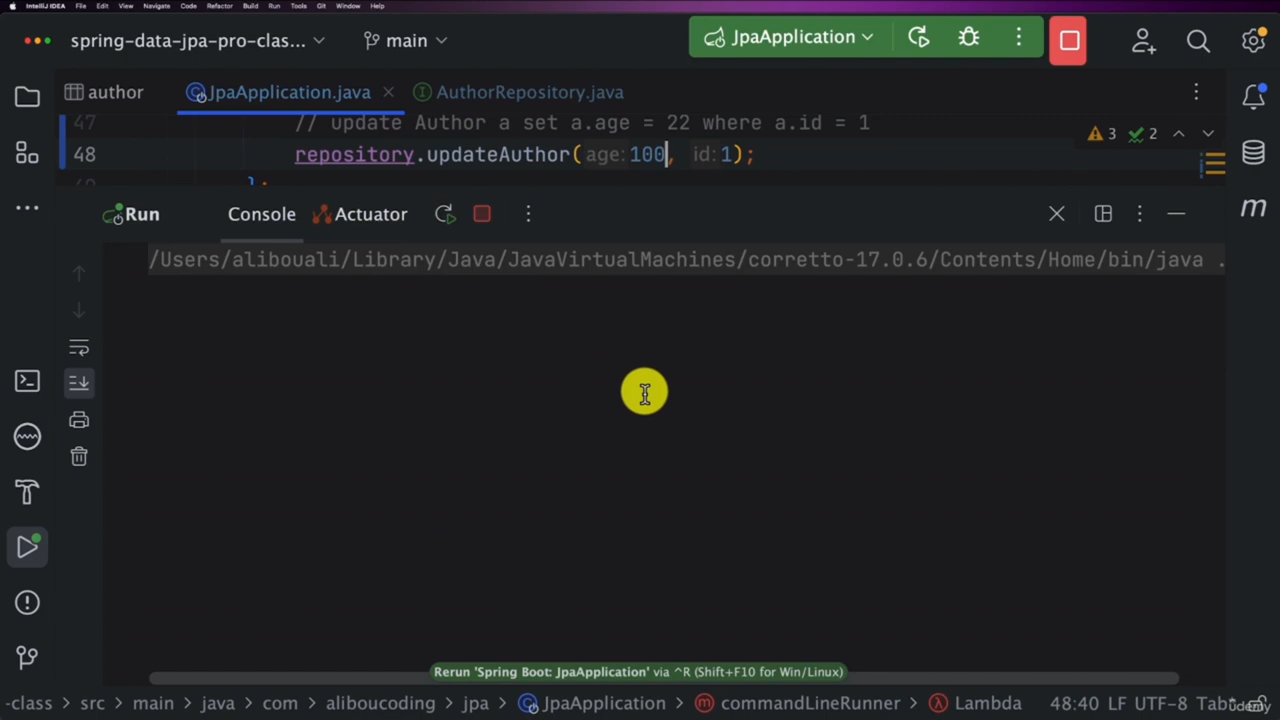 IntelliJ IDEA File Edit View Navigate Code Refactor Build Run Tools Git Window Help
spring-data-jpa-pro-clas... main JpaApplication
author JpaApplication.java AuthorRepository.java
47 // update Author a set a.age = 22 where a.id = 1 3 2
48 repository.updateAuthor( age: 100, id: 1);
49 };
Run Console Actuator
/Users/alibouali/Library/Java/JavaVirtualMachines/corretto-17.0.6/Contents/Home/bin/java .
Rerun 'Spring Boot: JpaApplication' via ^R (Shift+F10 for Win/Linux)
-class src main java com aliboucoding jpa JpaApplication commandLineRunner Lambda 48:40 LF UTF-8 Tab
udemy